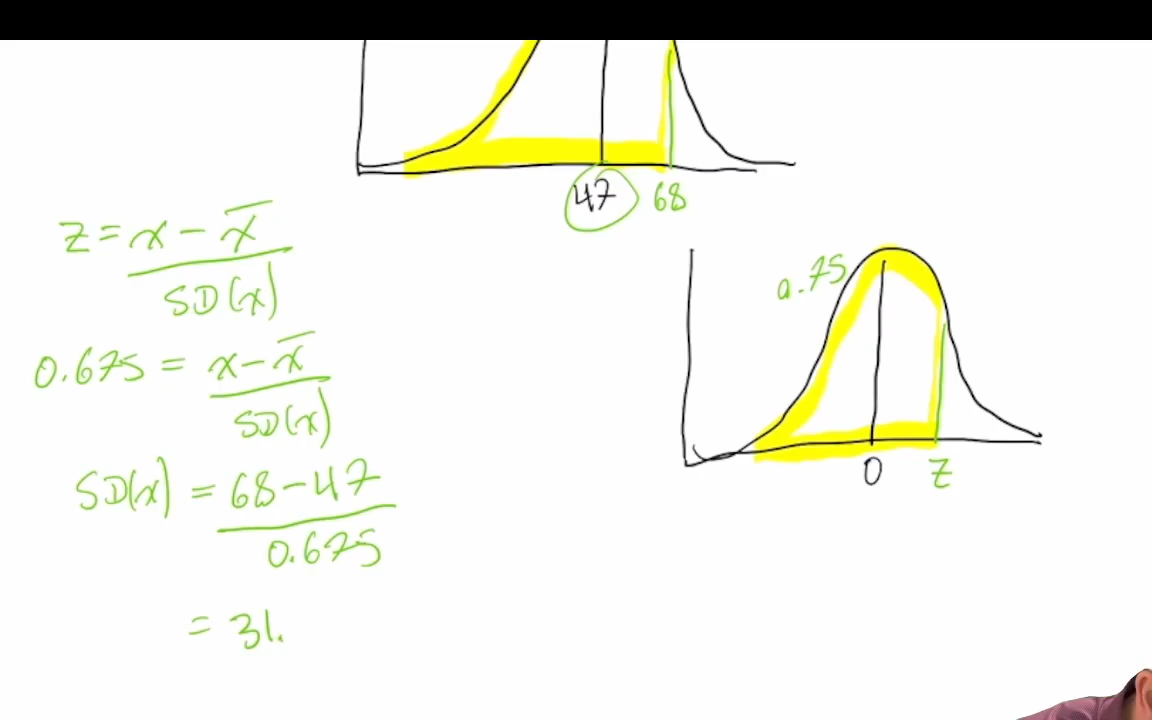 47 68
z = x - x̄
SD(x)
0.675 = x - x̄
SD(x)
SD(x) = 68 - 47
0.675
= 31.
0.75
0 z